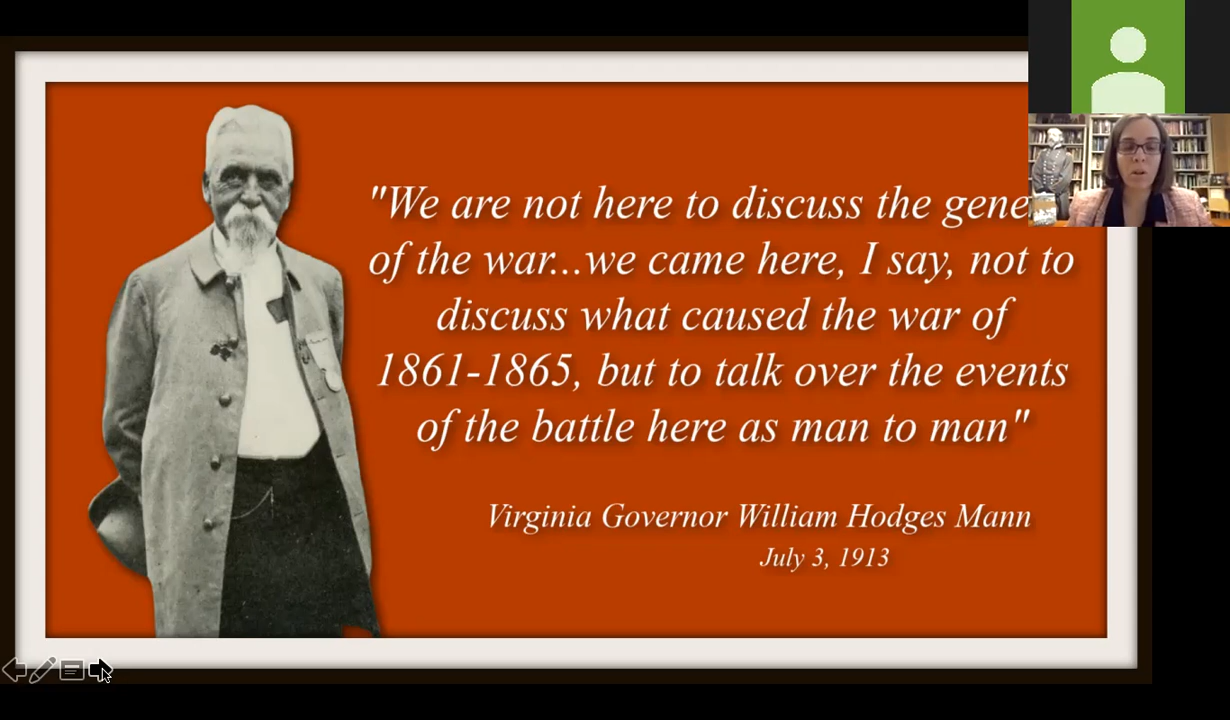 "We are not here to discuss the
of the war...we came here, I say, not to
discuss what caused the war of
1861-1865, but to talk over the events
of the battle here as man to man"
Virginia Governor William Hodges Mann
July 3, 1913